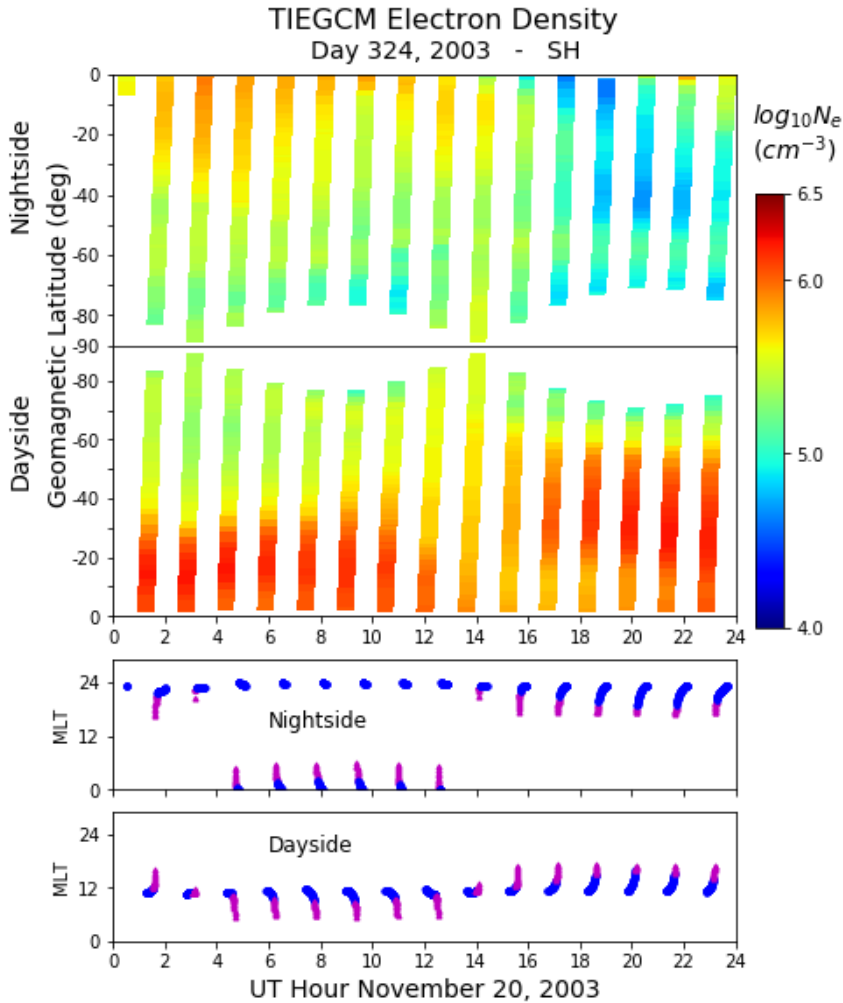 TIEGCM Electron Density
Day 324, 2003   -   SH
Nightside
Dayside
Geomagnetic Latitude (deg)
0
-20
-40
-60
-80
-90
-80
-60
-40
-20
0
0 2 4 6 8 10 12 14 16 18 20 22 24
log₁₀Nₑ
(cm⁻³)
6.5
6.0
5.0
4.0
MLT
24
12
0
Nightside
MLT
24
12
0
Dayside
0 2 4 6 8 10 12 14 16 18 20 22 24
UT Hour November 20, 2003